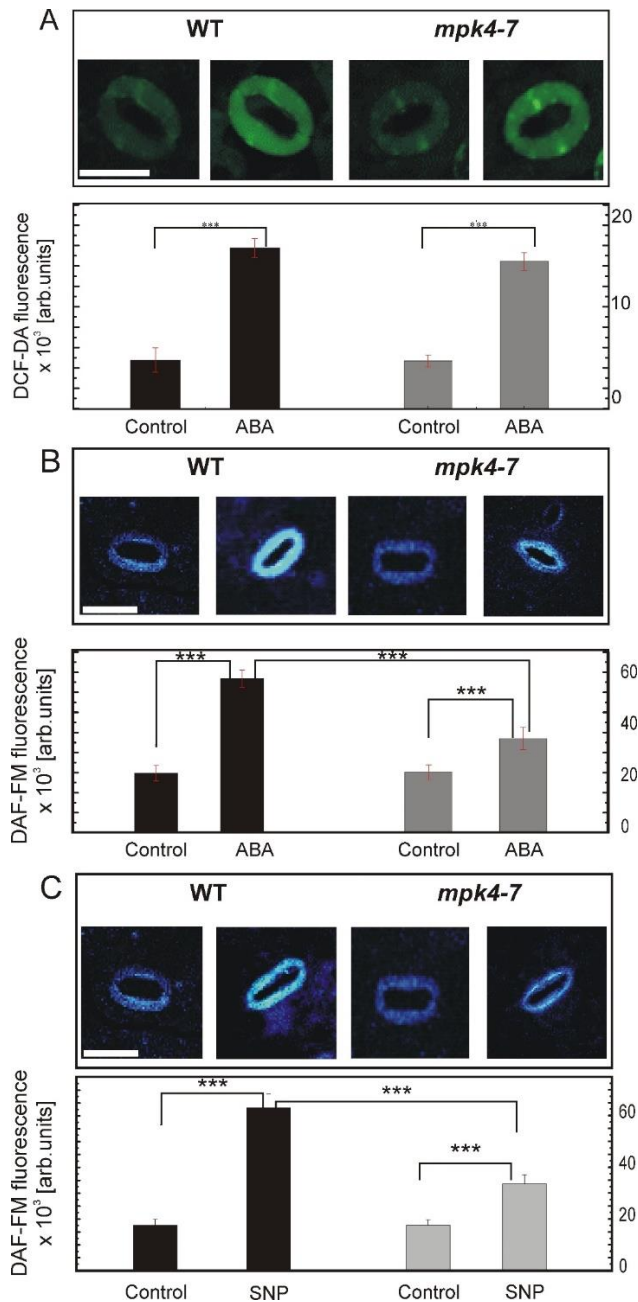 A
WT mpk4-7
DCF-DA fluorescence
x 10³ [arb.units]
*** ***
20
10
0
Control ABA Control ABA
B
WT mpk4-7
DAF-FM fluorescence
x 10³ [arb.units]
*** ***
***
60
40
20
0
Control ABA Control ABA
C
WT mpk4-7
DAF-FM fluorescence
x 10³ [arb.units]
*** ***
***
60
40
20
0
Control SNP Control SNP